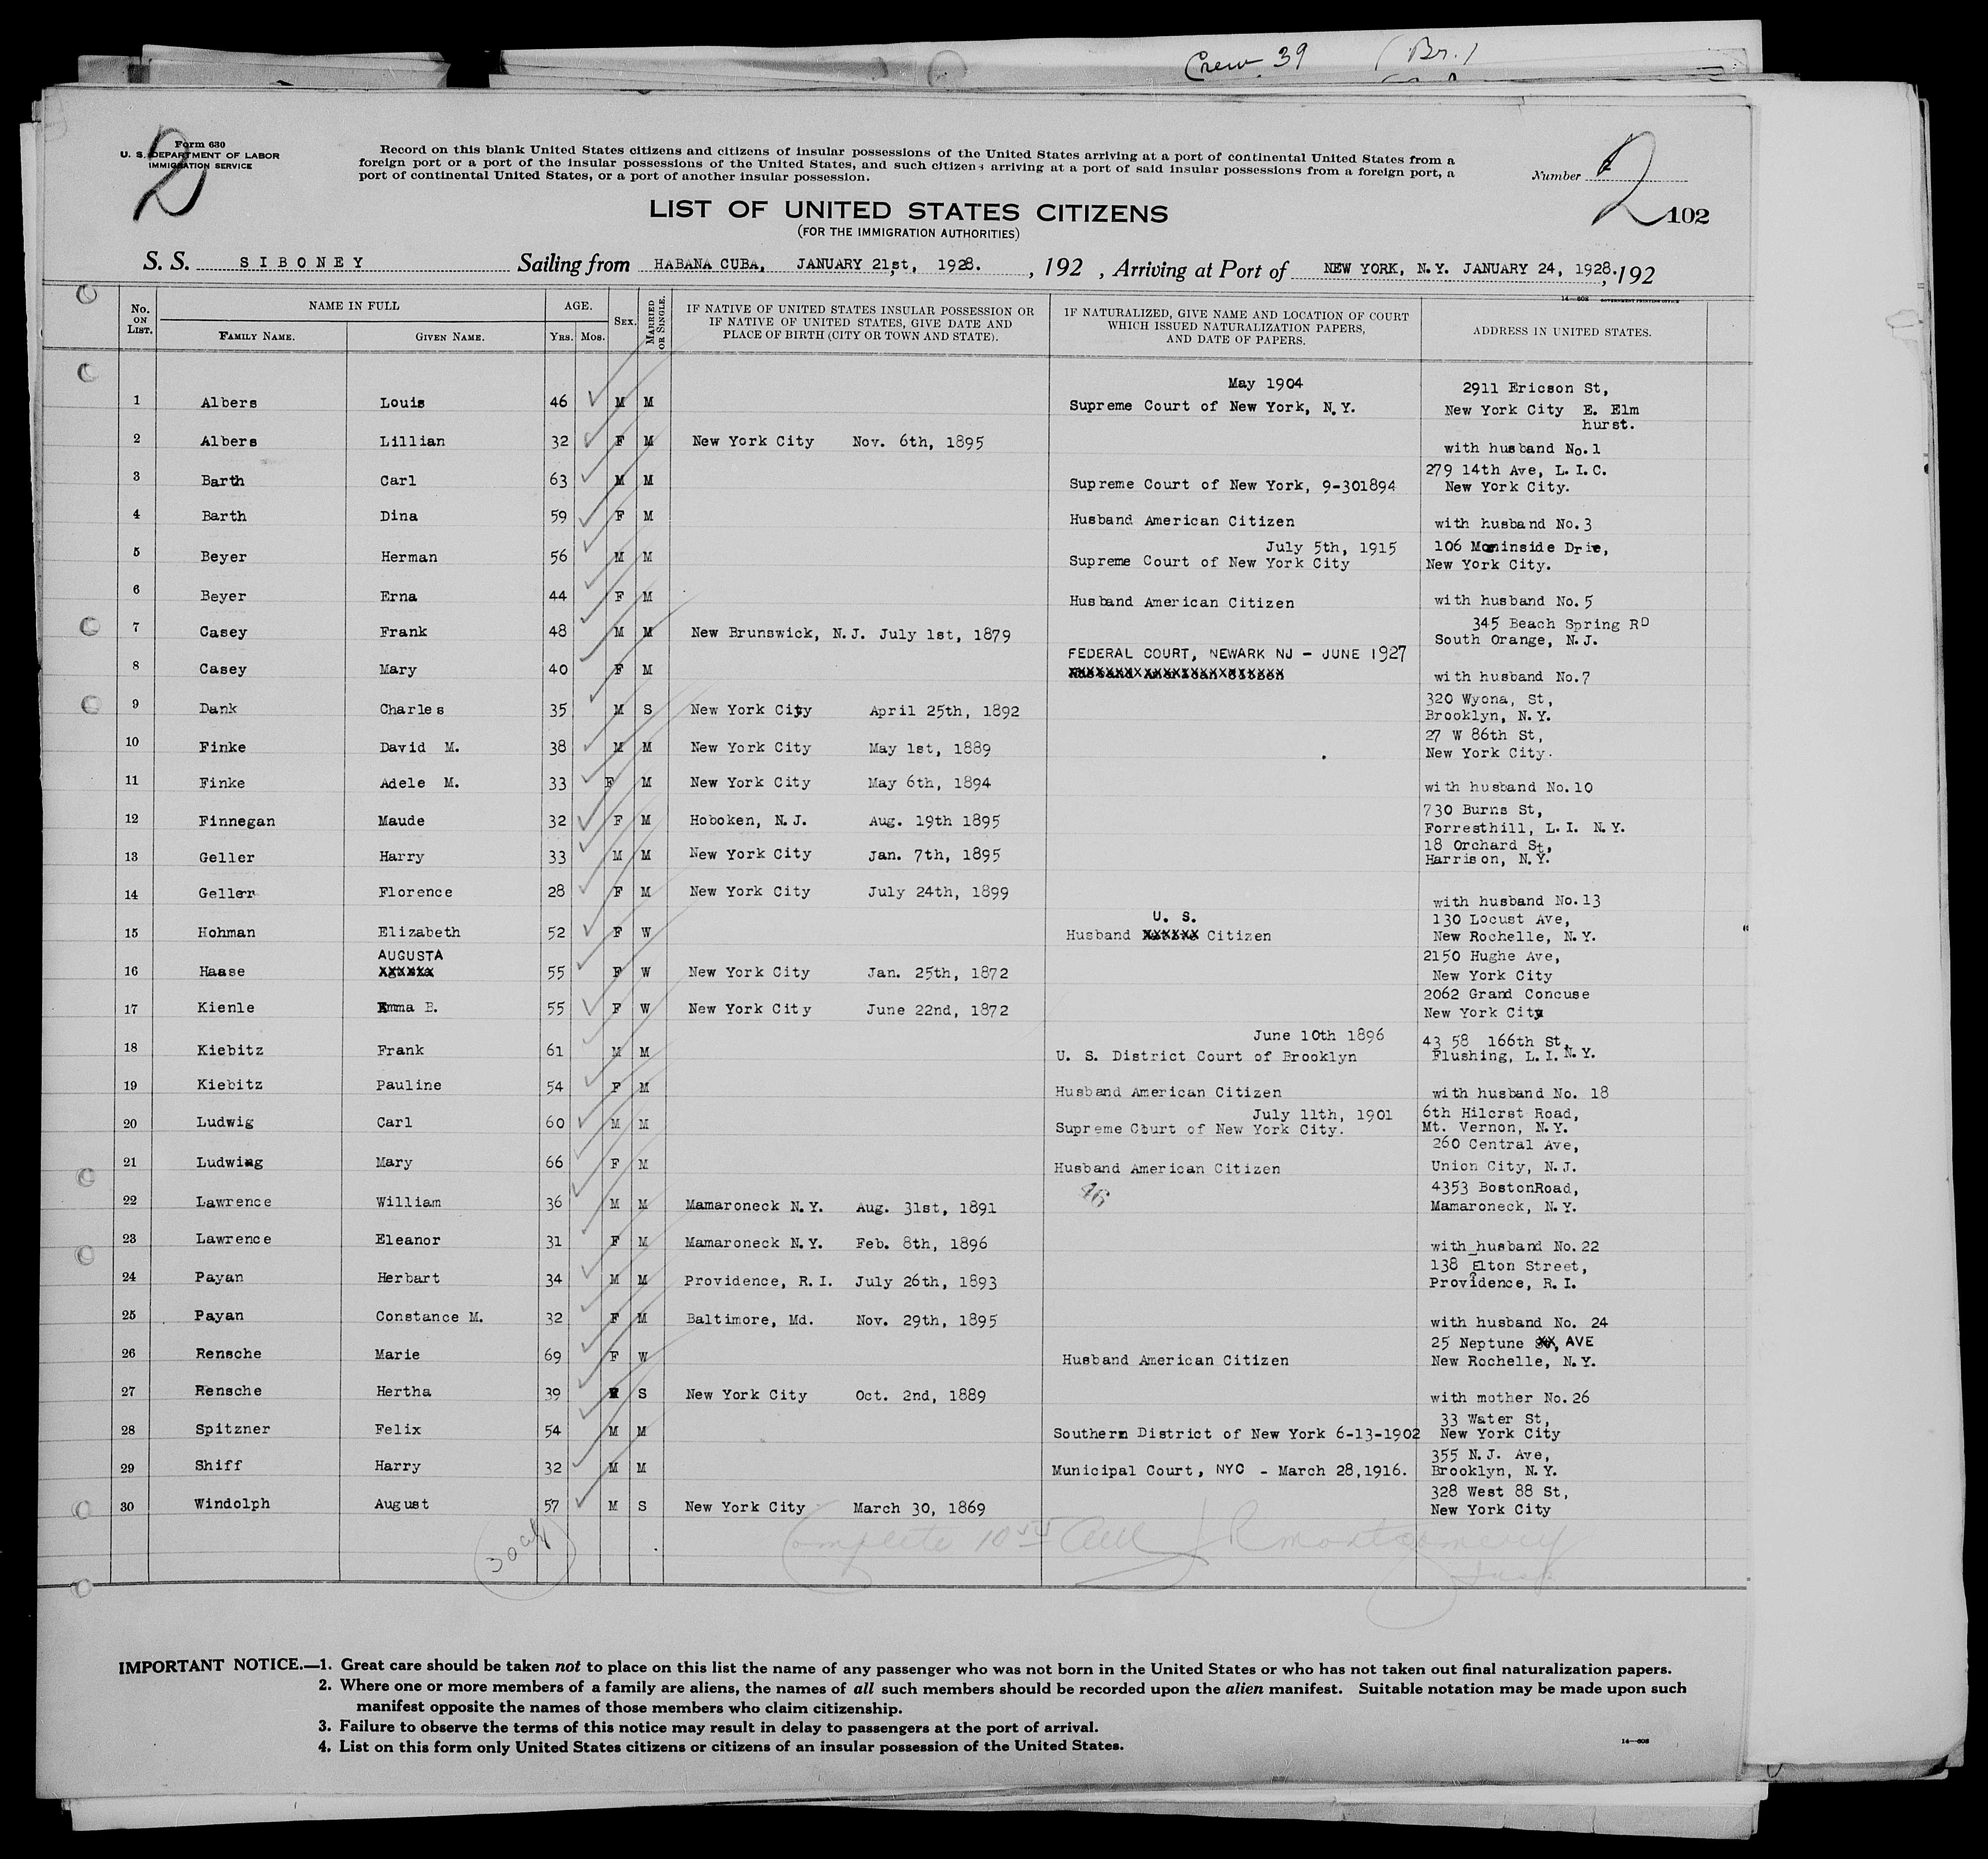 Crew 39 (Br.)
Form 630
U. S. DEPARTMENT OF LABOR
IMMIGRATION SERVICE
2
Record on this blank United States citizens and citizens of insular possessions of the United States arriving at a port of continental United States from a
foreign port or a port of the insular possessions of the United States, and such citizens arriving at a port of said insular possessions from a foreign port, a
port of continental United States, or a port of another insular possession.
Number 2
102
LIST OF UNITED STATES CITIZENS
(FOR THE IMMIGRATION AUTHORITIES)
S. S. SIBONEY Sailing from HABANA CUBA, JANUARY 21st, 1928. , 192 , Arriving at Port of NEW YORK, N.Y. JANUARY 24, 1928. , 192
14—608 GOVERNMENT PRINTING OFFICE
No. ON LIST. NAME IN FULL AGE. SEX. MARRIED OR SINGLE. IF NATIVE OF UNITED STATES INSULAR POSSESSION OR IF NATIVE OF UNITED STATES, GIVE DATE AND PLACE OF BIRTH (CITY OR TOWN AND STATE). IF NATURALIZED, GIVE NAME AND LOCATION OF COURT WHICH ISSUED NATURALIZATION PAPERS, AND DATE OF PAPERS. ADDRESS IN UNITED STATES.
FAMILY NAME. GIVEN NAME. YRS. MOS.
May 1904 2911 Ericson St,
1 Albers Louis 46 M M Supreme Court of New York, N.Y. New York City E. Elm
hurst.
2 Albers Lillian 32 F M New York City Nov. 6th, 1895 with husband No.1
279 14th Ave, L.I.C.
3 Barth Carl 63 M M Supreme Court of New York, 9-301894 New York City.
4 Barth Dina 59 F M Husband American Citizen with husband No.3
July 5th, 1915 106 Morninside Drie,
5 Beyer Herman 56 M M Supreme Court of New York City New York City.
6 Beyer Erna 44 F M Husband American Citizen with husband No.5
345 Beach Spring RD
7 Casey Frank 48 M M New Brunswick, N.J. July 1st, 1879 South Orange, N.J.
FEDERAL COURT, NEWARK NJ - JUNE 1927
8 Casey Mary 40 F M Husband American Citizen with husband No.7
320 Wyona, St,
9 Dank Charles 35 M S New York City April 25th, 1892 Brooklyn, N.Y.
27 W 86th St,
10 Finke David M. 38 M M New York City May 1st, 1889 New York City.
11 Finke Adele M. 33 F M New York City May 6th, 1894 with husband No.10
730 Burns St,
12 Finnegan Maude 32 F M Hoboken, N.J. Aug. 19th 1895 Forresthill, L.I. N.Y.
18 Orchard St,
13 Geller Harry 33 M M New York City Jan. 7th, 1895 Harrison, N.Y.
14 Geller Florence 28 F M New York City July 24th, 1899 with husband No.13
U. S. 130 Locust Ave,
15 Hohman Elizabeth 52 F W Husband XXXXXX Citizen New Rochelle, N.Y.
AUGUSTA 2150 Hughe Ave,
16 Haase XXXXXX 55 F W New York City Jan. 25th, 1872 New York City
2062 Grand Concuse
17 Kienle Emma B. 55 F W New York City June 22nd, 1872 New York City
June 10th 1896 43 58 166th St,
18 Kiebitz Frank 61 M M U. S. District Court of Brooklyn Flushing, L.I. N.Y.
19 Kiebitz Pauline 54 F M Husband American Citizen with husband No. 18
July 11th, 1901 6th Hilcrst Road,
20 Ludwig Carl 60 M M Supreme Court of New York City. Mt. Vernon, N.Y.
260 Central Ave,
21 Ludwing Mary 66 F M Husband American Citizen Union City, N.J.
46 4353 BostonRoad,
22 Lawrence William 36 M M Mamaroneck N.Y. Aug. 31st, 1891 Mamaroneck, N.Y.
23 Lawrence Eleanor 31 F M Mamaroneck N.Y. Feb. 8th, 1896 with husband No.22
138 Elton Street,
24 Payan Herbart 34 M M Providence, R.I. July 26th, 1893 Providence, R.I.
25 Payan Constance M. 32 F M Baltimore, Md. Nov. 29th, 1895 with husband No. 24
25 Neptune XX, AVE
26 Rensche Marie 69 F W Husband American Citizen New Rochelle, N.Y.
27 Rensche Hertha 39 F S New York City Oct. 2nd, 1889 with mother No.26
33 Water St,
28 Spitzner Felix 54 M M Southern District of New York 6-13-1902 New York City
355 N.J. Ave,
29 Shiff Harry 32 M M Municipal Court, NYC - March 28,1916. Brooklyn, N.Y.
328 West 88 St,
30 Windolph August 57 M S New York City March 30, 1869 New York City
Complete 10 JR Montgomery
Insp.
IMPORTANT NOTICE.—1. Great care should be taken not to place on this list the name of any passenger who was not born in the United States or who has not taken out final naturalization papers.
2. Where one or more members of a family are aliens, the names of all such members should be recorded upon the alien manifest. Suitable notation may be made upon such
manifest opposite the names of those members who claim citizenship.
3. Failure to observe the terms of this notice may result in delay to passengers at the port of arrival.
4. List on this form only United States citizens or citizens of an insular possession of the United States.
14—608